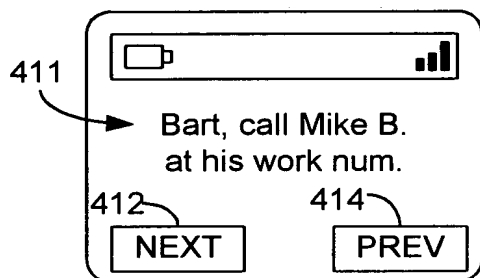 411
Bart, call Mike B.
at his work num.
412 414
NEXT PREV